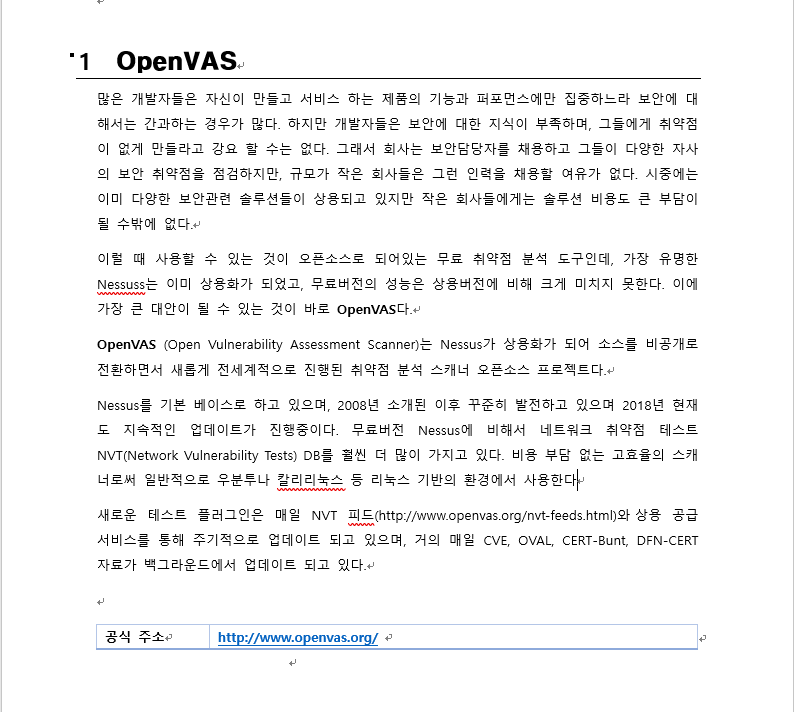 1 OpenVAS
많은 개발자들은 자신이 만들고 서비스 하는 제품의 기능과 퍼포먼스에만 집중하느라 보안에 대
해서는 간과하는 경우가 많다. 하지만 개발자들은 보안에 대한 지식이 부족하며, 그들에게 취약점
이 없게 만들라고 강요 할 수는 없다. 그래서 회사는 보안담당자를 채용하고 그들이 다양한 자사
의 보안 취약점을 점검하지만, 규모가 작은 회사들은 그런 인력을 채용할 여유가 없다. 시중에는
이미 다양한 보안관련 솔루션들이 상용되고 있지만 작은 회사들에게는 솔루션 비용도 큰 부담이
될 수밖에 없다.
이럴 때 사용할 수 있는 것이 오픈소스로 되어있는 무료 취약점 분석 도구인데, 가장 유명한
Nessuss는 이미 상용화가 되었고, 무료버전의 성능은 상용버전에 비해 크게 미치지 못한다. 이에
가장 큰 대안이 될 수 있는 것이 바로 OpenVAS다.
OpenVAS (Open Vulnerability Assessment Scanner)는 Nessus가 상용화가 되어 소스를 비공개로
전환하면서 새롭게 전세계적으로 진행된 취약점 분석 스캐너 오픈소스 프로젝트다.
Nessus를 기본 베이스로 하고 있으며, 2008년 소개된 이후 꾸준히 발전하고 있으며 2018년 현재
도 지속적인 업데이트가 진행중이다. 무료버전 Nessus에 비해서 네트워크 취약점 테스트
NVT(Network Vulnerability Tests) DB를 훨씬 더 많이 가지고 있다. 비용 부담 없는 고효율의 스캐
너로써 일반적으로 우분투나 칼리리눅스 등 리눅스 기반의 환경에서 사용한다
새로운 테스트 플러그인은 매일 NVT 피드(http://www.openvas.org/nvt-feeds.html)와 상용 공급
서비스를 통해 주기적으로 업데이트 되고 있으며, 거의 매일 CVE, OVAL, CERT-Bunt, DFN-CERT
자료가 백그라운드에서 업데이트 되고 있다.
공식 주소 http://www.openvas.org/